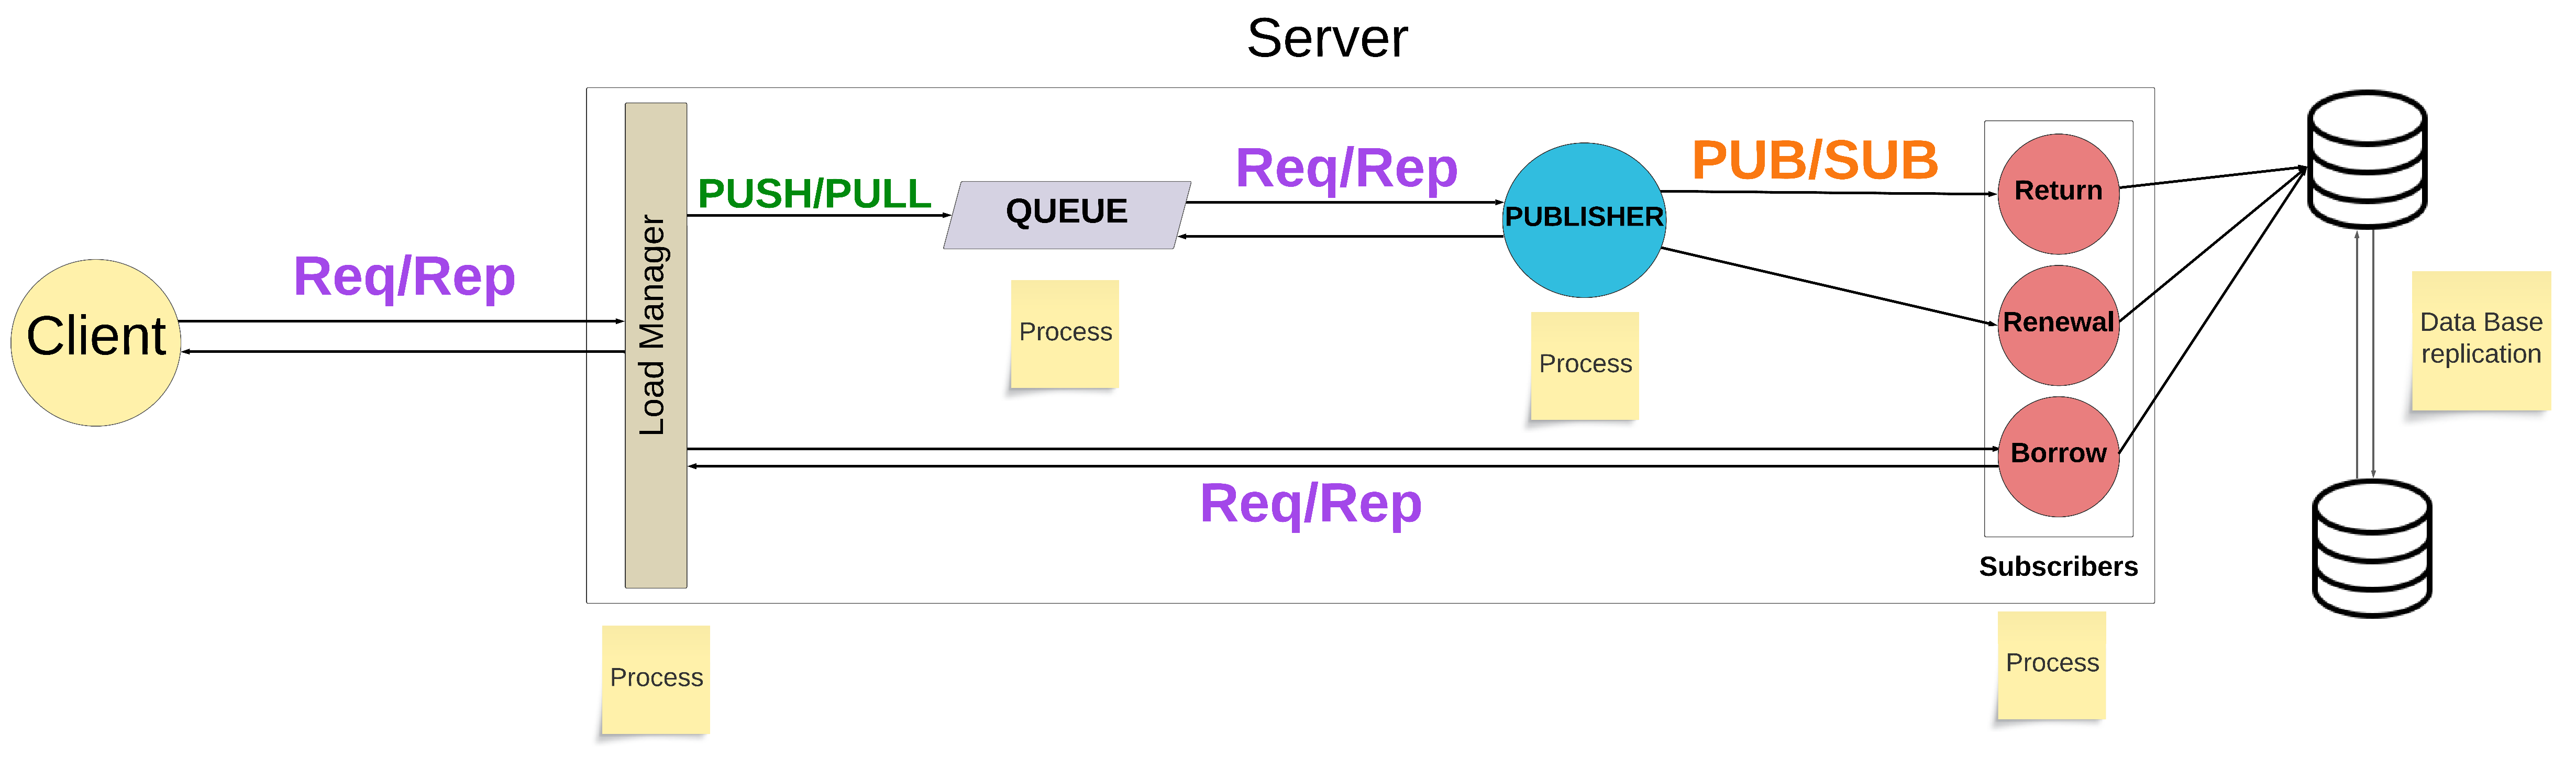 Server
Client
Req/Rep
Load Manager
PUSH/PULL
QUEUE
Process
Req/Rep
PUBLISHER
Process
PUB/SUB
Return
Renewal
Borrow
Req/Rep
Subscribers
Data Base
replication
Process
Process